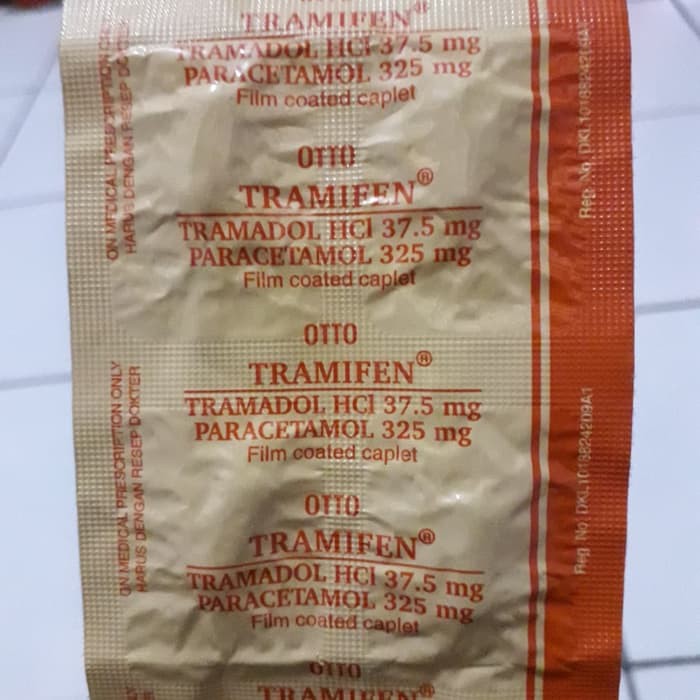 TRAMIFEN®
TRAMADOL HCl 37.5 mg
PARACETAMOL 325 mg
Film coated caplet
OTTO
TRAMIFEN®
TRAMADOL HCl 37.5 mg
PARACETAMOL 325 mg
Film coated caplet
OTTO
TRAMIFEN®
TRAMADOL HCl 37.5 mg
PARACETAMOL 325 mg
Film coated caplet
OTTO
TRAMIFEN®
TRAMADOL HCl 37.5 mg
PARACETAMOL 325 mg
Film coated caplet
OTTO
TRAMIFEN®
ON MEDICAL PRESCRIPTION ONLY
HARUS DENGAN RESEP DOKTER
ON MEDICAL PRESCRIPTION ONLY
HARUS DENGAN RESEP DOKTER
Reg. No. DKL1018824209A1
Reg. No. DKL1018824209A1